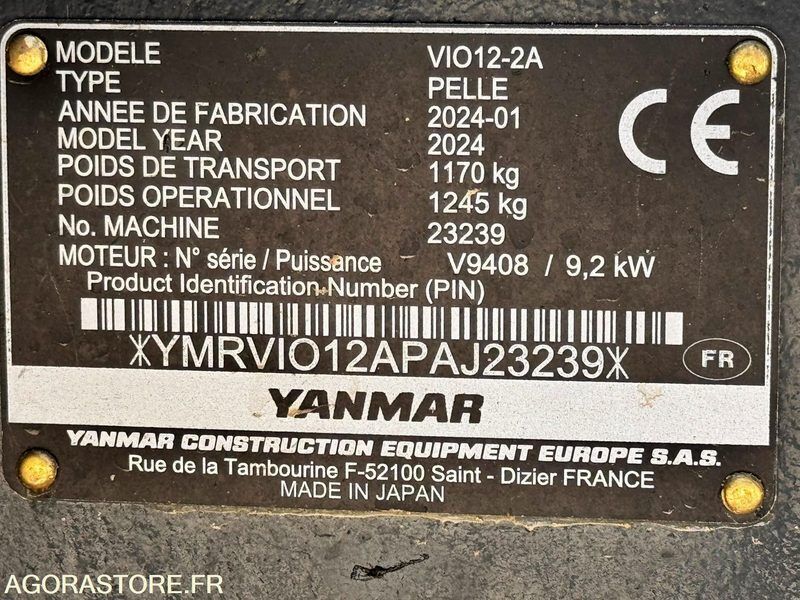 MODELE VIO12-2A
TYPE PELLE
ANNEE DE FABRICATION 2024-01
MODEL YEAR 2024
POIDS DE TRANSPORT 1170 kg
POIDS OPERATIONNEL 1245 kg
No. MACHINE 23239
MOTEUR : N° série / Puissance V9408 / 9,2 kW
Product Identification Number (PIN)
CE
*YMRVIO12APAJ23239*
FR
YANMAR
YANMAR CONSTRUCTION EQUIPMENT EUROPE S.A.S.
Rue de la Tambourine F-52100 Saint - Dizier FRANCE
MADE IN JAPAN
AGORASTORE.FR